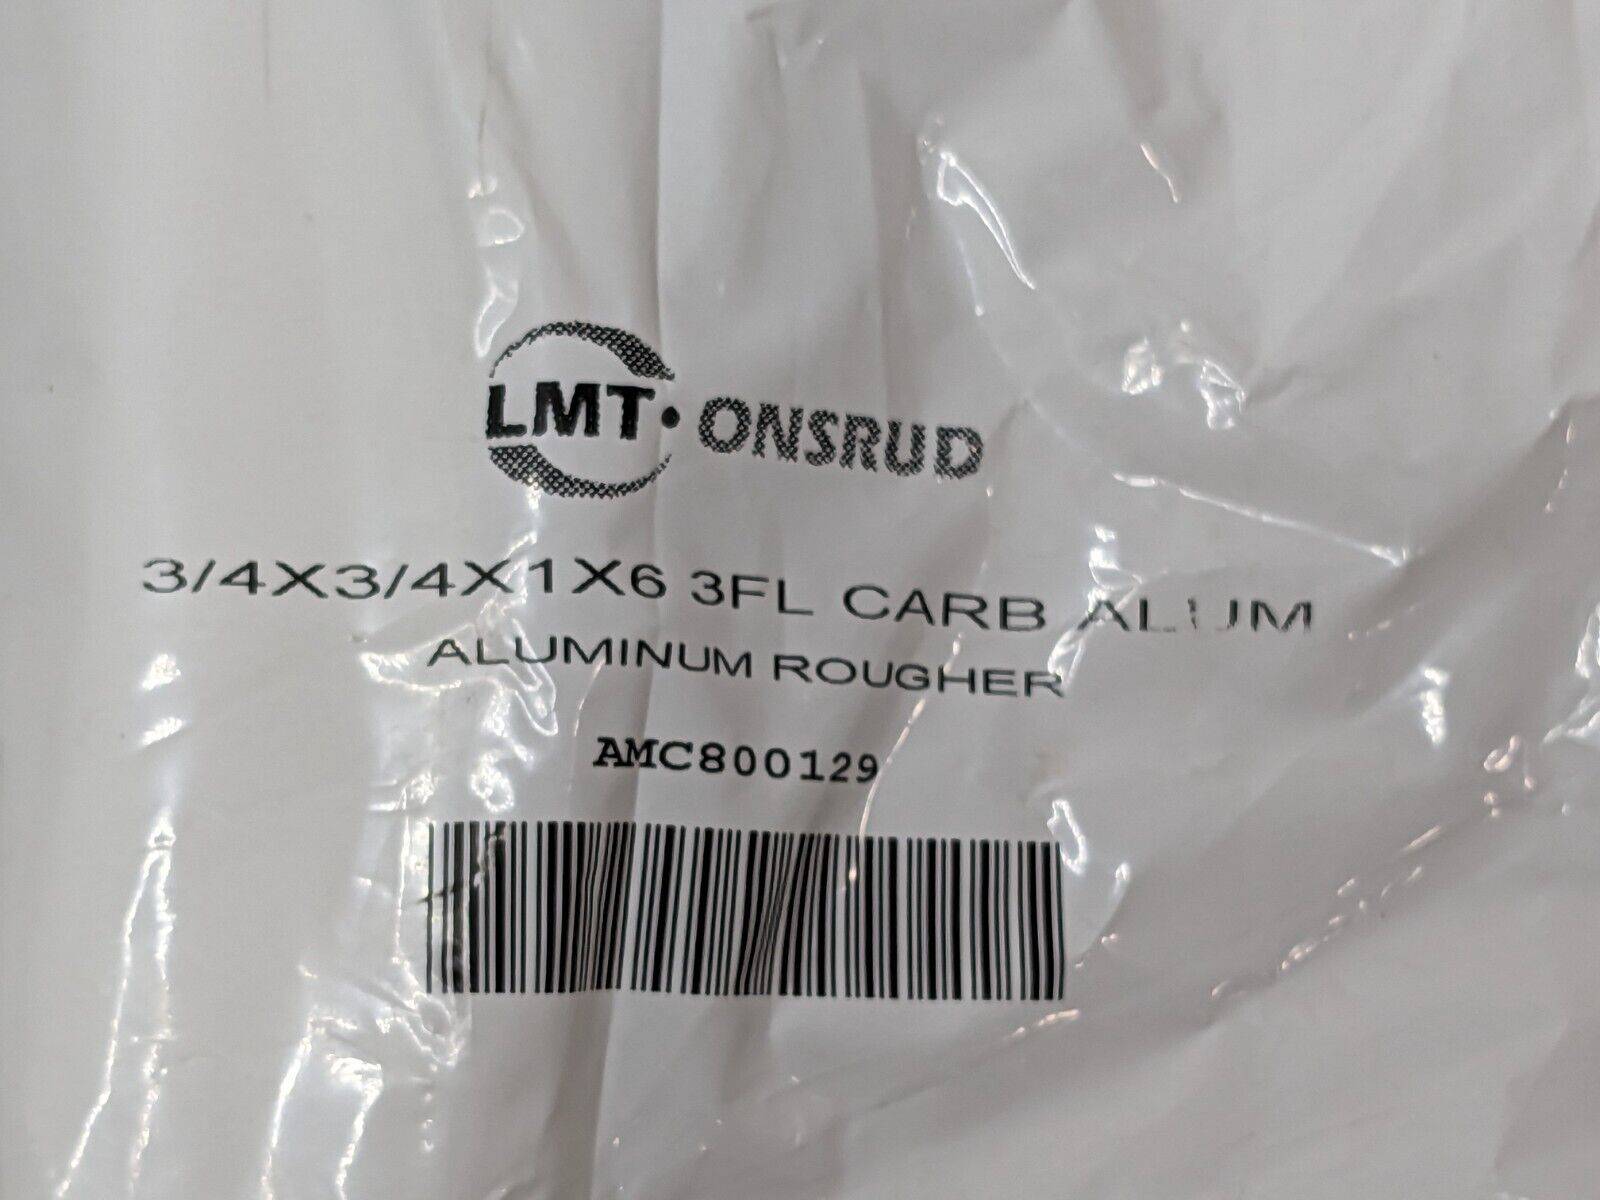 LMT • ONSRUD
3/4X3/4X1X6 3FL CARB ALUM
ALUMINUM ROUGHER
AMC800129